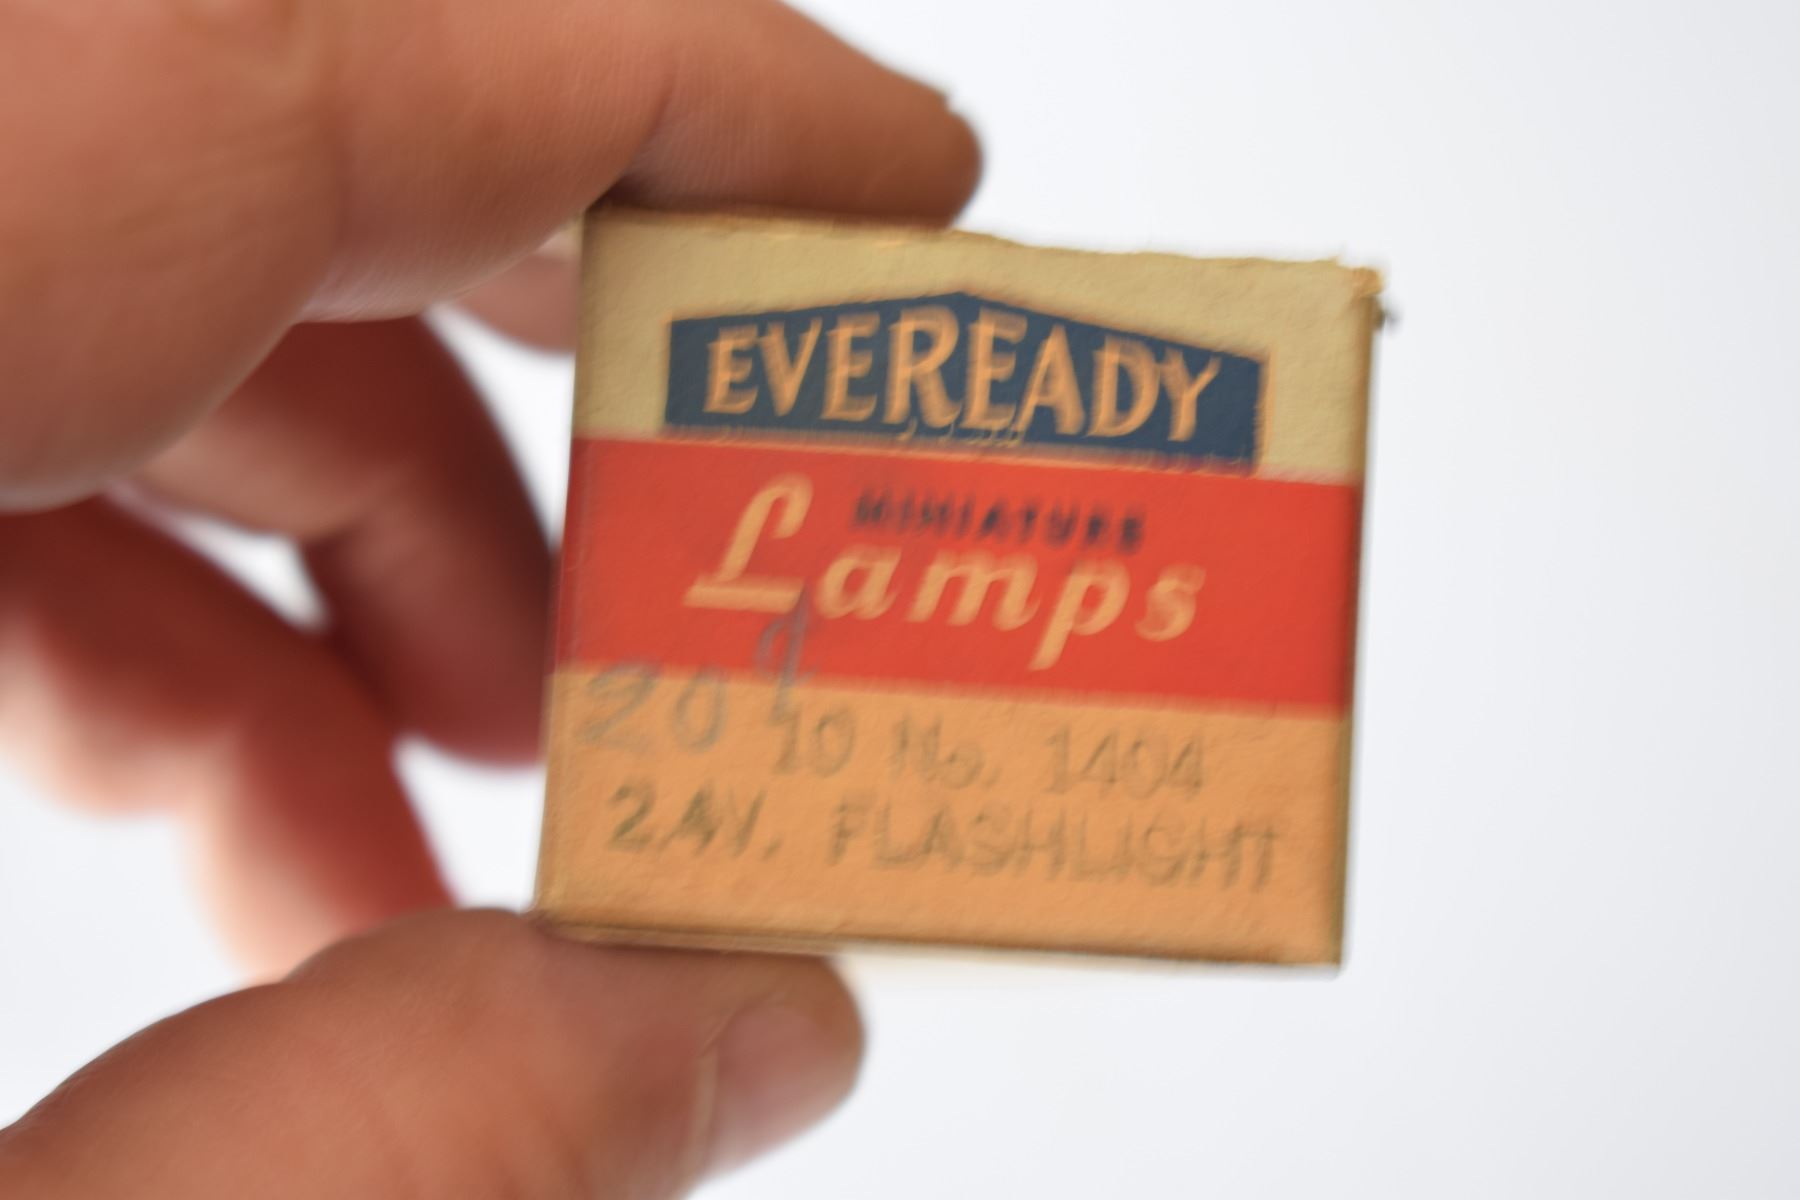 EVEREADY
MINIATURE
Lamps
20
10 No. 1404
2.4V. FLASHLIGHT